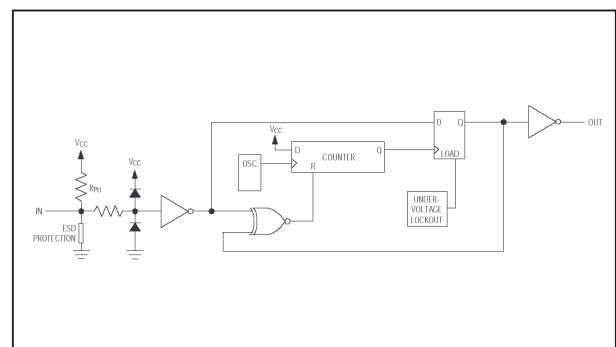 VCC
RPU
IN
ESD
PROTECTION
VCC
OSC.
VCC
D
COUNTER
Q
R
D
Q
LOAD
UNDER-
VOLTAGE
LOCKOUT
OUT